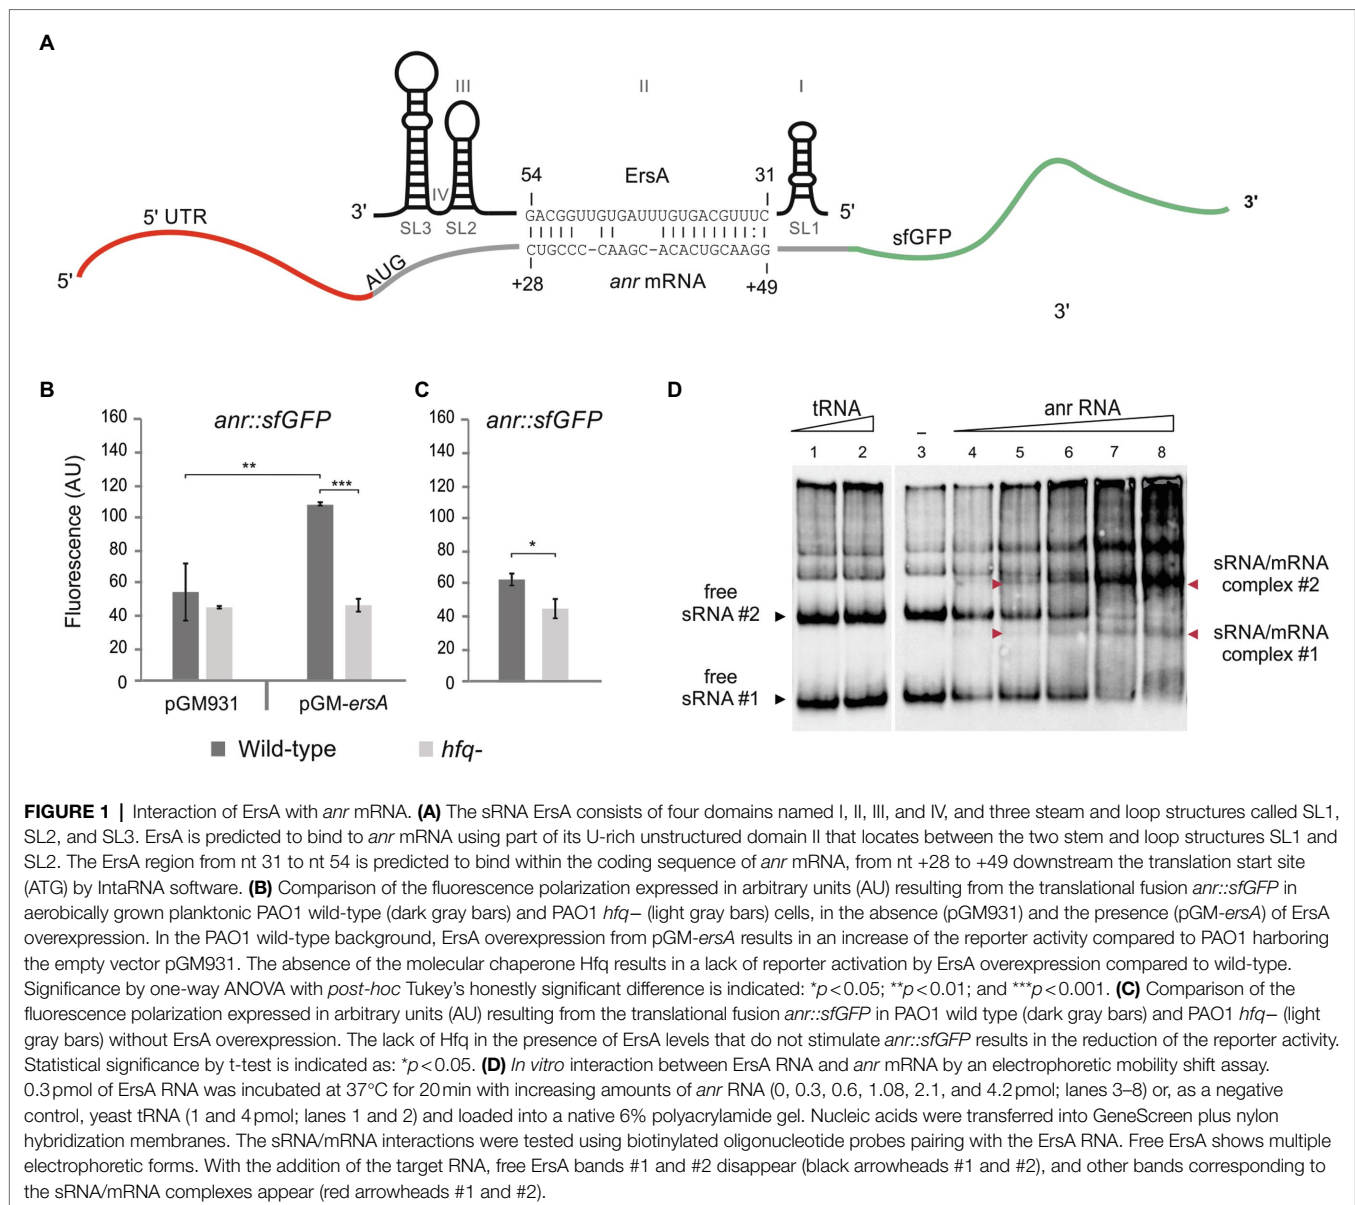 A
III
II
I
54
ErsA
31
IV
3'
GACGGUUGUGAUUUGUGACGUUUC
5'
SL3
SL2
SL1
5' UTR
3'
sfGFP
AUG
CUGCCC-CAAGC-ACACUGCAAGG
5'
+28
anr mRNA
+49
3'
B
C
D
160
140
120
100
80
60
40
20
0
Fluorescence (AU)
anr::sfGFP
**
***
pGM931
pGM-ersA
160
140
120
100
80
60
40
20
0
anr::sfGFP
*
Wild-type
hfq-
tRNA
–
anr RNA
1 2 3 4 5 6 7 8
free
sRNA #2
free
sRNA #1
sRNA/mRNA
complex #2
sRNA/mRNA
complex #1
FIGURE 1 | Interaction of ErsA with anr mRNA. (A) The sRNA ErsA consists of four domains named I, II, III, and IV, and three steam and loop structures called SL1,
SL2, and SL3. ErsA is predicted to bind to anr mRNA using part of its U-rich unstructured domain II that locates between the two stem and loop structures SL1 and
SL2. The ErsA region from nt 31 to nt 54 is predicted to bind within the coding sequence of anr mRNA, from nt +28 to +49 downstream the translation start site
(ATG) by IntaRNA software. (B) Comparison of the fluorescence polarization expressed in arbitrary units (AU) resulting from the translational fusion anr::sfGFP in
aerobically grown planktonic PAO1 wild-type (dark gray bars) and PAO1 hfq− (light gray bars) cells, in the absence (pGM931) and the presence (pGM-ersA) of ErsA
overexpression. In the PAO1 wild-type background, ErsA overexpression from pGM-ersA results in an increase of the reporter activity compared to PAO1 harboring
the empty vector pGM931. The absence of the molecular chaperone Hfq results in a lack of reporter activation by ErsA overexpression compared to wild-type.
Significance by one-way ANOVA with post-hoc Tukey's honestly significant difference is indicated: *p<0.05; **p<0.01; and ***p<0.001. (C) Comparison of the
fluorescence polarization expressed in arbitrary units (AU) resulting from the translational fusion anr::sfGFP in PAO1 wild type (dark gray bars) and PAO1 hfq− (light
gray bars) without ErsA overexpression. The lack of Hfq in the presence of ErsA levels that do not stimulate anr::sfGFP results in the reduction of the reporter activity.
Statistical significance by t-test is indicated as: *p<0.05. (D) In vitro interaction between ErsA RNA and anr mRNA by an electrophoretic mobility shift assay.
0.3pmol of ErsA RNA was incubated at 37°C for 20min with increasing amounts of anr RNA (0, 0.3, 0.6, 1.08, 2.1, and 4.2pmol; lanes 3–8) or, as a negative
control, yeast tRNA (1 and 4pmol; lanes 1 and 2) and loaded into a native 6% polyacrylamide gel. Nucleic acids were transferred into GeneScreen plus nylon
hybridization membranes. The sRNA/mRNA interactions were tested using biotinylated oligonucleotide probes pairing with the ErsA RNA. Free ErsA shows multiple
electrophoretic forms. With the addition of the target RNA, free ErsA bands #1 and #2 disappear (black arrowheads #1 and #2), and other bands corresponding to
the sRNA/mRNA complexes appear (red arrowheads #1 and #2).